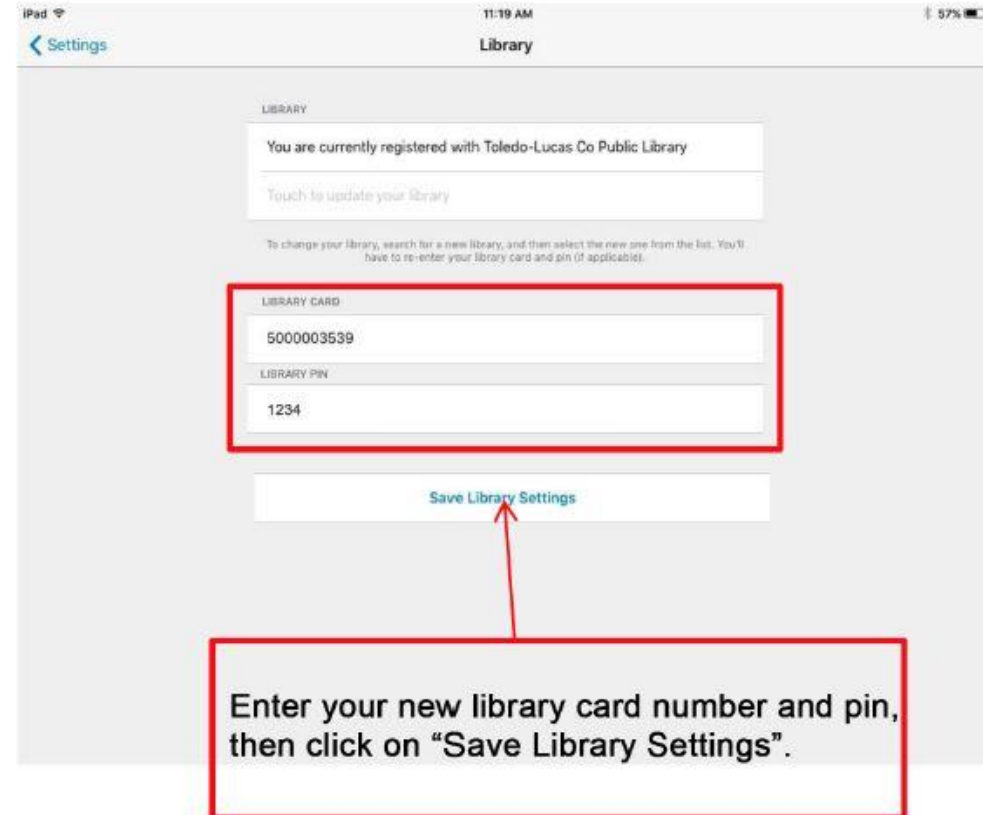 iPad 11:19 AM 57%
Settings Library
LIBRARY
You are currently registered with Toledo-Lucas Co Public Library
Touch to update your library
To change your library, search for a new library, and then select the new one from the list. You'll
have to re-enter your library card and pin (if applicable).
LIBRARY CARD
5000003539
LIBRARY PIN
1234
Save Library Settings
Enter your new library card number and pin,
then click on “Save Library Settings”.